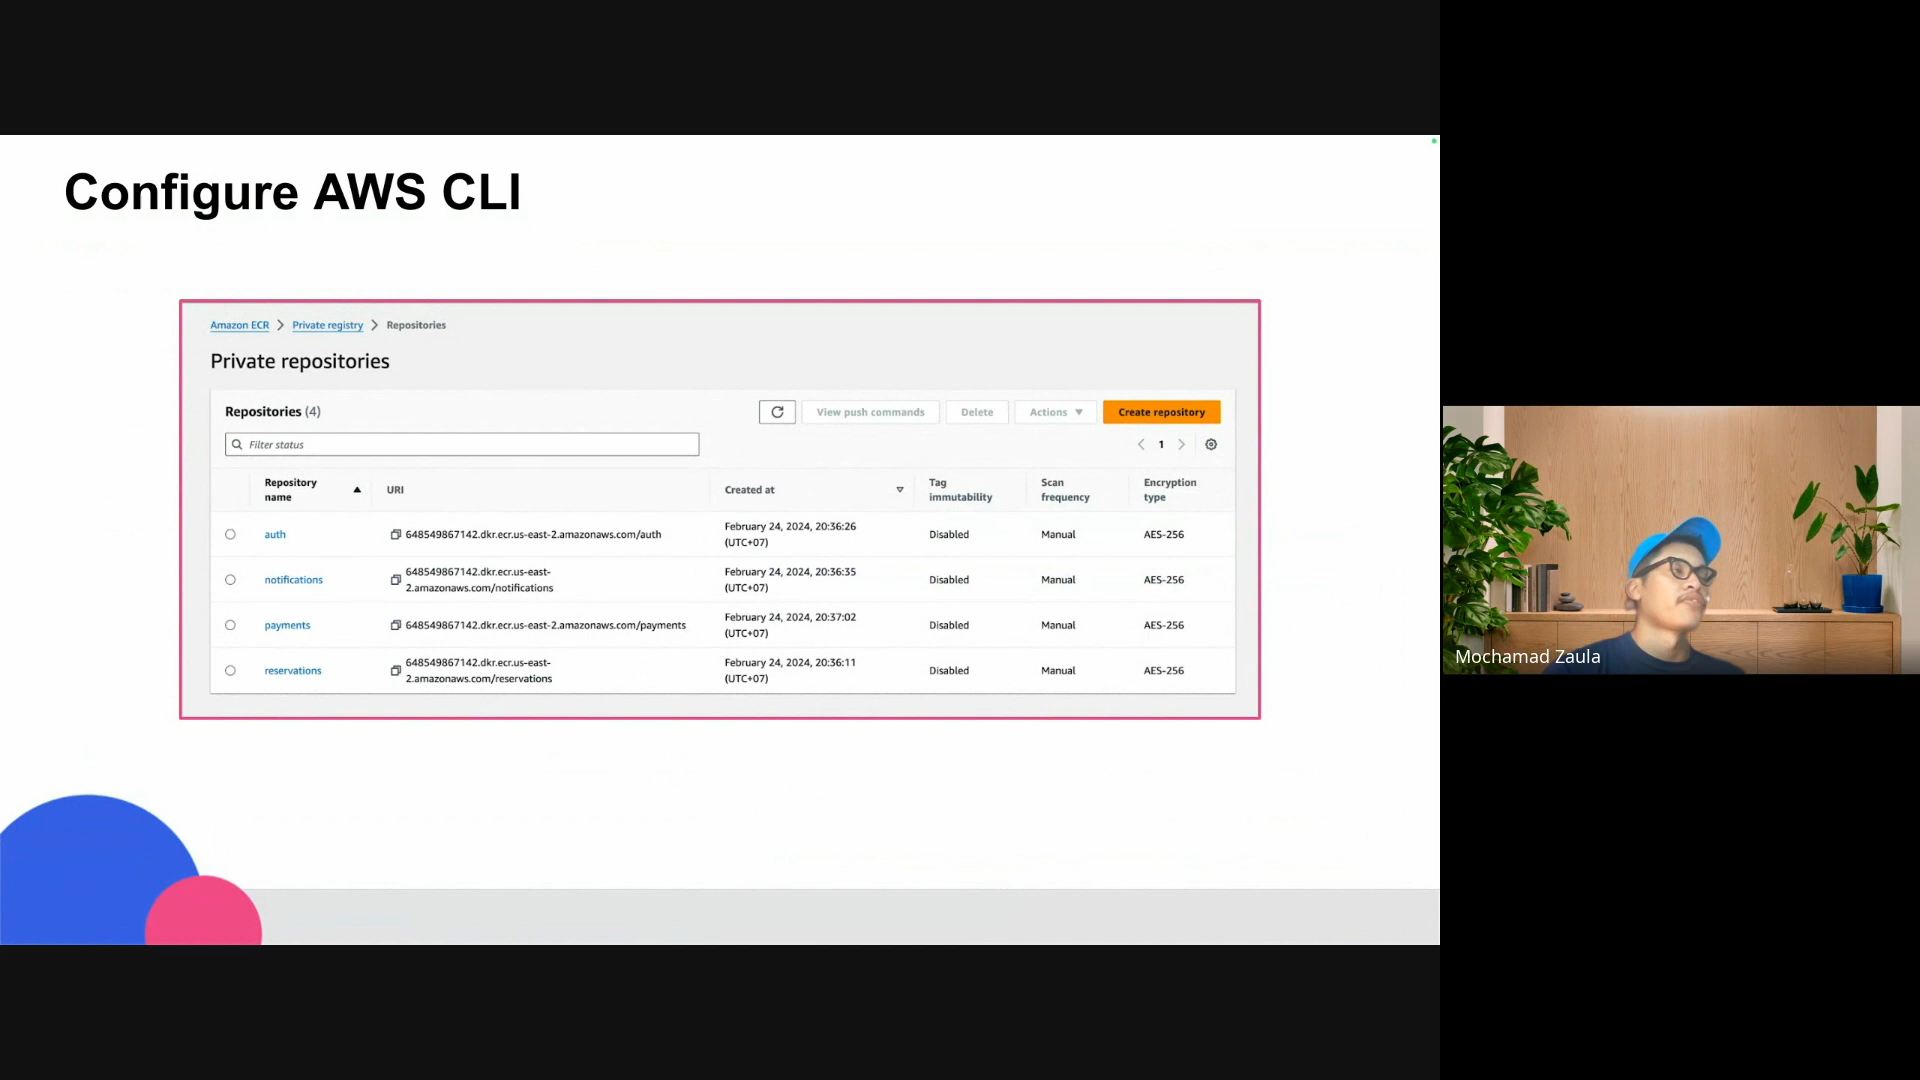 Configure AWS CLI
Amazon ECR > Private registry > Repositories
Private repositories
Repositories (4)
View push commands
Delete
Actions ▼
Create repository
Filter status
< 1 >
Repository name ▲ URI Created at Tag immutability Scan frequency Encryption type
auth 648549867142.dkr.ecr.us-east-2.amazonaws.com/auth February 24, 2024, 20:36:26 (UTC+07) Disabled Manual AES-256
notifications 648549867142.dkr.ecr.us-east-2.amazonaws.com/notifications February 24, 2024, 20:36:35 (UTC+07) Disabled Manual AES-256
payments 648549867142.dkr.ecr.us-east-2.amazonaws.com/payments February 24, 2024, 20:37:02 (UTC+07) Disabled Manual AES-256
reservations 648549867142.dkr.ecr.us-east-2.amazonaws.com/reservations February 24, 2024, 20:36:11 (UTC+07) Disabled Manual AES-256
Mochamad Zaula